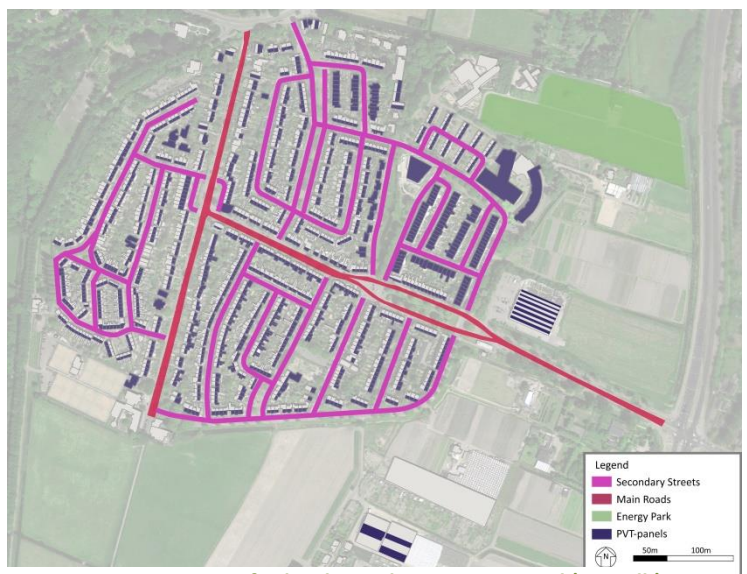 Legend
Secondary Streets
Main Roads
Energy Park
PVT-panels
N
50m 100m